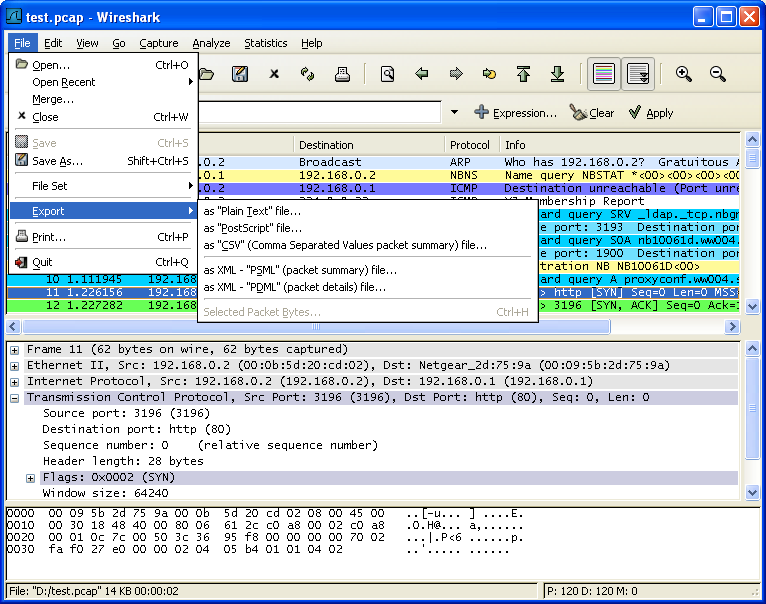 test.pcap - Wireshark
File Edit View Go Capture Analyze Statistics Help
Open... Ctrl+O
Open Recent
Merge...
Close Ctrl+W
Save Ctrl+S
Save As... Shift+Ctrl+S
File Set
Export
Print... Ctrl+P
Quit Ctrl+Q
as "Plain Text" file...
as "PostScript" file...
as "CSV" (Comma Separated Values packet summary) file...
as XML - "PSML" (packet summary) file...
as XML - "PDML" (packet details) file...
Selected Packet Bytes... Ctrl+H
Expression... Clear Apply
Destination Protocol Info
.0.2 Broadcast ARP Who has 192.168.0.2? Gratuitous A
.0.1 192.168.0.2 NBNS Name query NBSTAT *<00><00><00><00>
.0.2 192.168.0.1 ICMP Destination unreachable (Port unr
Membership Report
ard query SRV _ldap._tcp.nbgn
e port: 3193 Destination por
ard query SOA nb10061d.ww004.
e port: 1900 Destination por
tration NB NB10061D<00>
10 1.111945 192.168 ard query A proxyconf.ww004.s
11 1.226156 192.168 > http [SYN] Seq=0 Len=0 MSS=
12 1.227282 192.168 > 3196 [SYN, ACK] Seq=0 Ack=1
Frame 11 (62 bytes on wire, 62 bytes captured)
Ethernet II, Src: 192.168.0.2 (00:0b:5d:20:cd:02), Dst: Netgear_2d:75:9a (00:09:5b:2d:75:9a)
Internet Protocol, Src: 192.168.0.2 (192.168.0.2), Dst: 192.168.0.1 (192.168.0.1)
Transmission Control Protocol, Src Port: 3196 (3196), Dst Port: http (80), Seq: 0, Len: 0
Source port: 3196 (3196)
Destination port: http (80)
Sequence number: 0 (relative sequence number)
Header length: 28 bytes
Flags: 0x0002 (SYN)
Window size: 64240
0000 00 09 5b 2d 75 9a 00 0b 5d 20 cd 02 08 00 45 00 ..[-u... ] ....E.
0010 00 30 18 48 40 00 80 06 61 2c c0 a8 00 02 c0 a8 .0.H@... a,......
0020 00 01 0c 7c 00 50 3c 36 95 f8 00 00 00 00 70 02 ...|.P<6 ......p.
0030 fa f0 27 e0 00 00 02 04 05 b4 01 01 04 02 ..'..... ......
File: "D:/test.pcap" 14 KB 00:00:02
P: 120 D: 120 M: 0